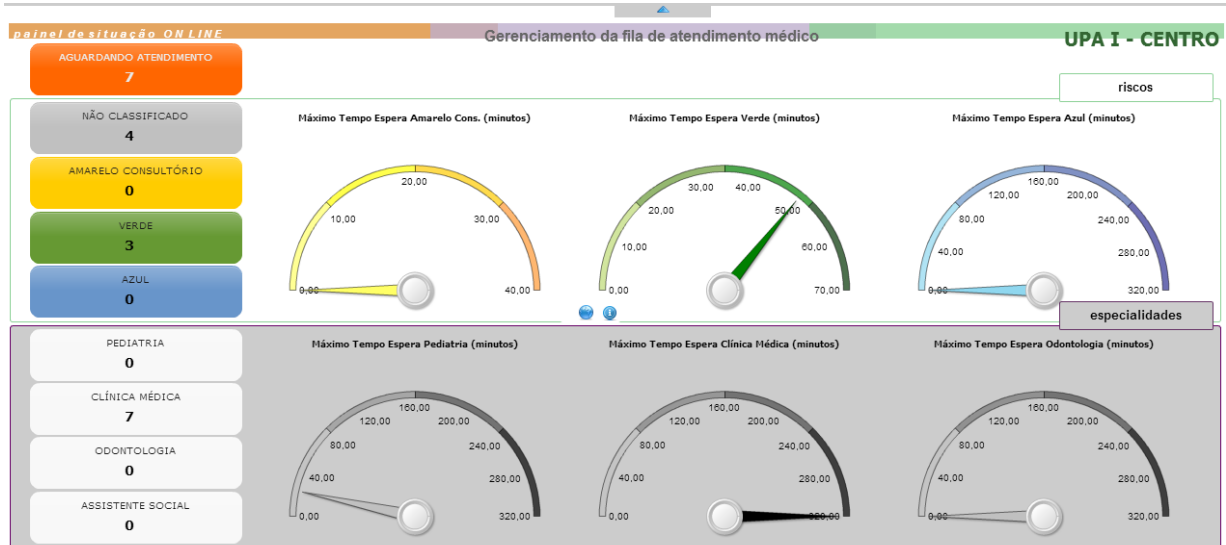 painel de situação ON LINE
Gerenciamento da fila de atendimento médico
UPA I - CENTRO
AGUARDANDO ATENDIMENTO
7
riscos
NÃO CLASSIFICADO
4
AMARELO CONSULTÓRIO
0
VERDE
3
AZUL
0
Máximo Tempo Espera Amarelo Cons. (minutos)
0,00
10,00
20,00
30,00
40,00
Máximo Tempo Espera Verde (minutos)
0,00
10,00
20,00
30,00
40,00
50,00
60,00
70,00
Máximo Tempo Espera Azul (minutos)
0,00
40,00
80,00
120,00
160,00
200,00
240,00
280,00
320,00
especialidades
PEDIATRIA
0
CLÍNICA MÉDICA
7
ODONTOLOGIA
0
ASSISTENTE SOCIAL
0
Máximo Tempo Espera Pediatria (minutos)
0,00
40,00
80,00
120,00
160,00
200,00
240,00
280,00
320,00
Máximo Tempo Espera Clínica Médica (minutos)
0,00
40,00
80,00
120,00
160,00
200,00
240,00
280,00
320,00
Máximo Tempo Espera Odontologia (minutos)
0,00
40,00
80,00
120,00
160,00
200,00
240,00
280,00
320,00